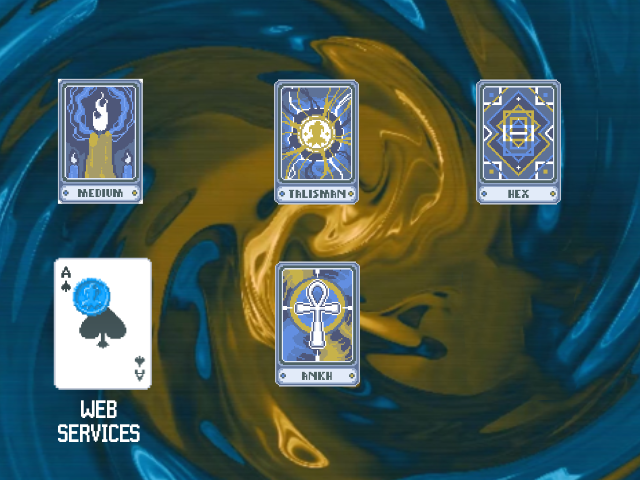 MEDIUM
TALISMAN
HEX
A
A
WEB
SERVICES
ANKH